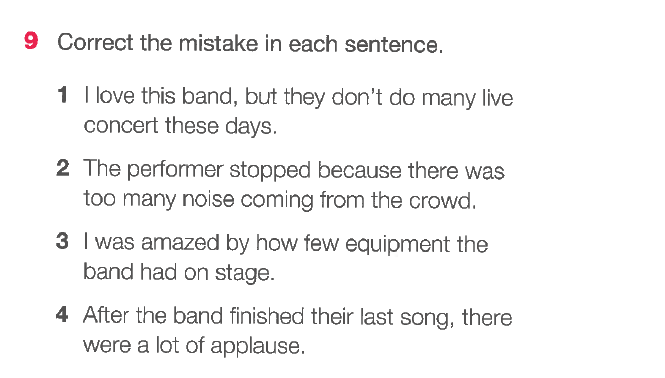 9 Correct the mistake in each sentence.
1 I love this band, but they don't do many live
concert these days.
2 The performer stopped because there was
too many noise coming from the crowd.
3 I was amazed by how few equipment the
band had on stage.
4 After the band finished their last song, there
were a lot of applause.